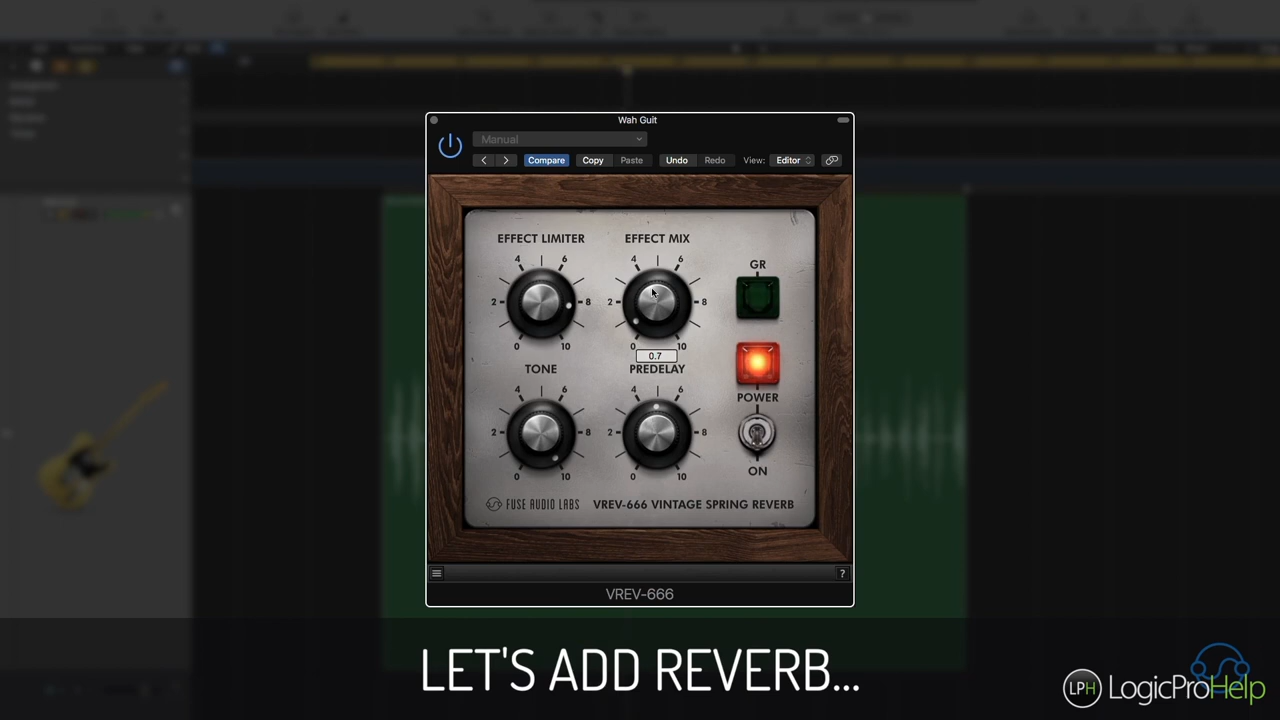 Wah Guit
Manual
Compare Copy Paste Undo Redo View: Editor
EFFECT LIMITER EFFECT MIX
4 6 4 6 GR
2 8 2 8
0 10 0 10
0.7
TONE PREDELAY
4 6 4 6 POWER
2 8 2 8
0 10 0 10 ON
FUSE AUDIO LABS VREV-666 VINTAGE SPRING REVERB
?
VREV-666
LET'S ADD REVERB...
LPH LogicProHelp